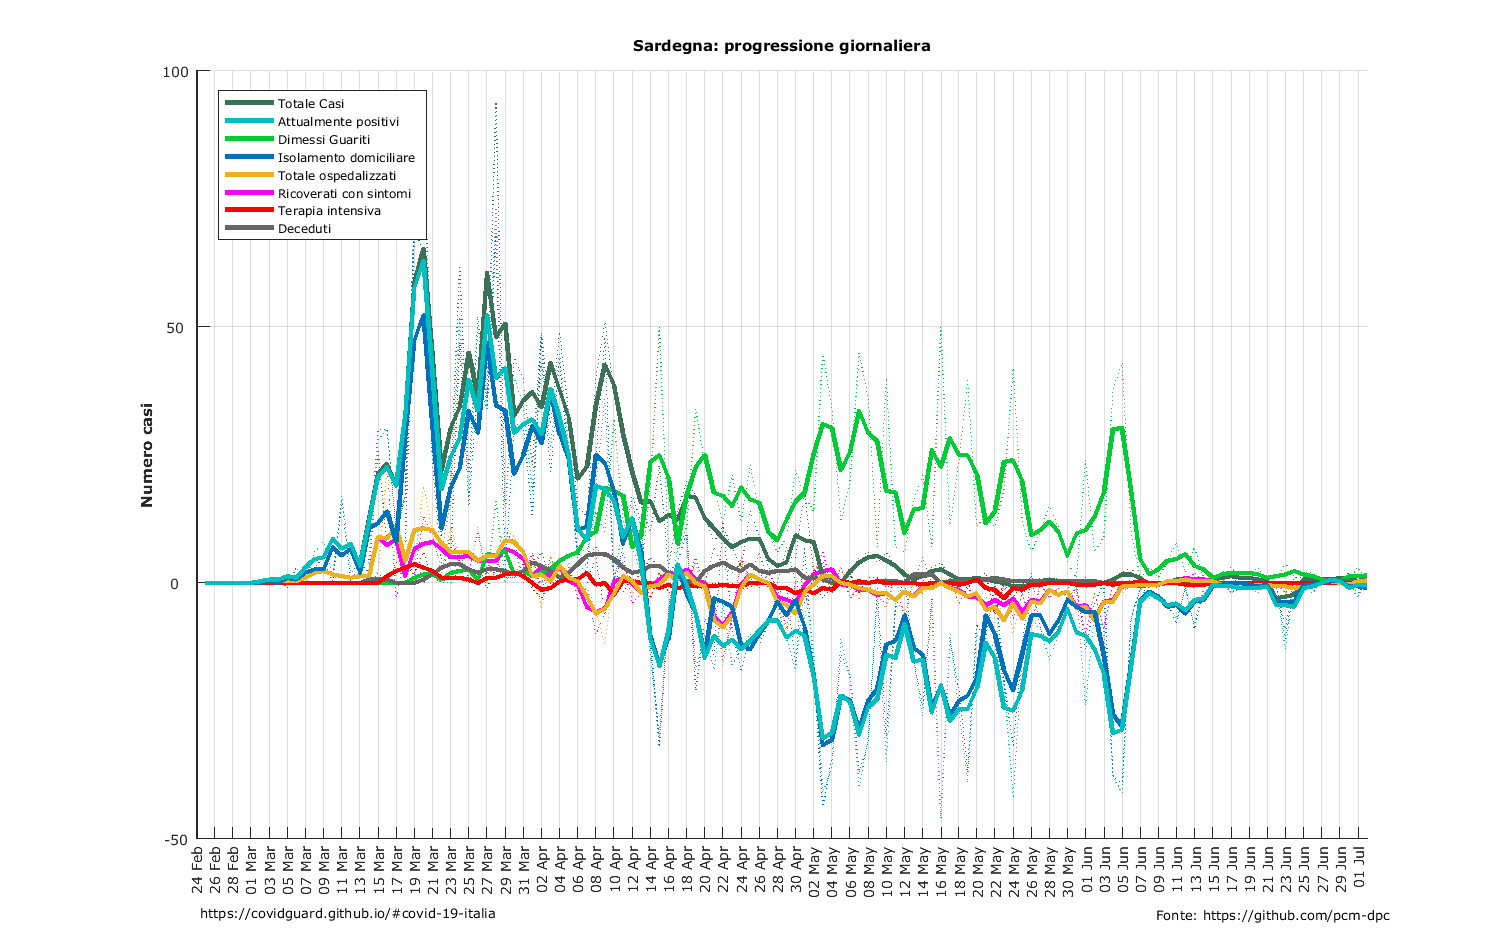 Sardegna: progressione giornaliera
100
50
0
-50
Numero casi
Totale Casi
Attualmente positivi
Dimessi Guariti
Isolamento domiciliare
Totale ospedalizzati
Ricoverati con sintomi
Terapia intensiva
Deceduti
24 Feb
26 Feb
28 Feb
01 Mar
03 Mar
05 Mar
07 Mar
09 Mar
11 Mar
13 Mar
15 Mar
17 Mar
19 Mar
21 Mar
23 Mar
25 Mar
27 Mar
29 Mar
31 Mar
02 Apr
04 Apr
06 Apr
08 Apr
10 Apr
12 Apr
14 Apr
16 Apr
18 Apr
20 Apr
22 Apr
24 Apr
26 Apr
28 Apr
30 Apr
02 May
04 May
06 May
08 May
10 May
12 May
14 May
16 May
18 May
20 May
22 May
24 May
26 May
28 May
30 May
01 Jun
03 Jun
05 Jun
07 Jun
09 Jun
11 Jun
13 Jun
15 Jun
17 Jun
19 Jun
21 Jun
23 Jun
25 Jun
27 Jun
29 Jun
01 Jul
https://covidguard.github.io/#covid-19-italia
Fonte: https://github.com/pcm-dpc